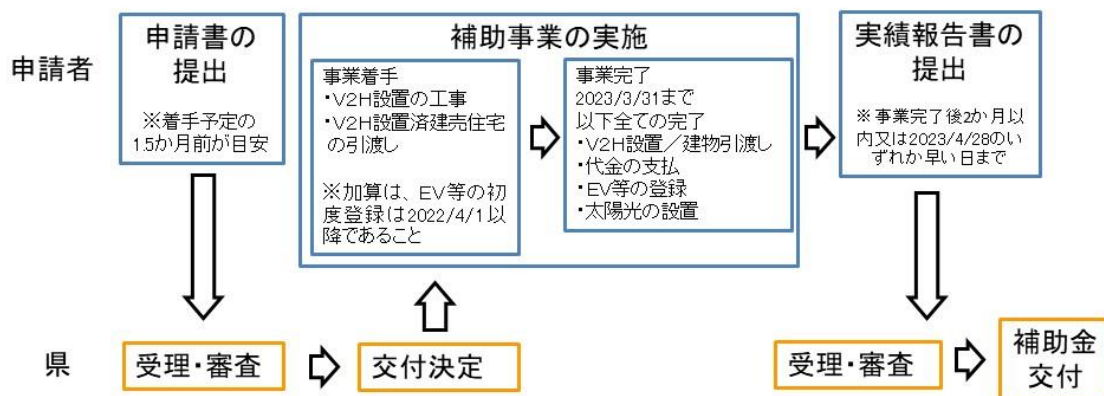 申請者
申請書の
提出
※着手予定の
1.5か月前が目安
補助事業の実施
事業着手
・V2H設置の工事
・V2H設置済建売住宅
の引渡し
※加算は、EV等の初
度登録は2022/4/1以
降であること
事業完了
2023/3/31まで
以下全ての完了
・V2H設置／建物引渡し
・代金の支払
・EV等の登録
・太陽光の設置
実績報告書の
提出
※事業完了後2か月以
内又は2023/4/28のい
ずれか早い日まで
県
受理・審査
交付決定
受理・審査
補助金
交付